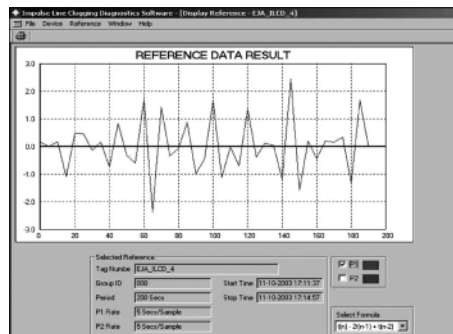 Impulse Line Clogging Diagnostics Software - [Display Reference - EJA_ILCD_4]
File Device Reference Window Help
REFERENCE DATA RESULT
3.0
2.0
1.0
0.0
-1.0
-2.0
-3.0
0 20 40 60 80 100 120 140 160 180 200
Selected Reference
Tag Number EJA_ILCD_4
Group ID 000 Start Time 11-10-2003 17:11:37
Period 200 Secs Stop Time 11-10-2003 17:14:57
P1 Rate 5 Secs/Sample
P2 Rate 5 Secs/Sample
P1
P2
Select Formula
f[n] - 2f[n-1] + f[n-2]